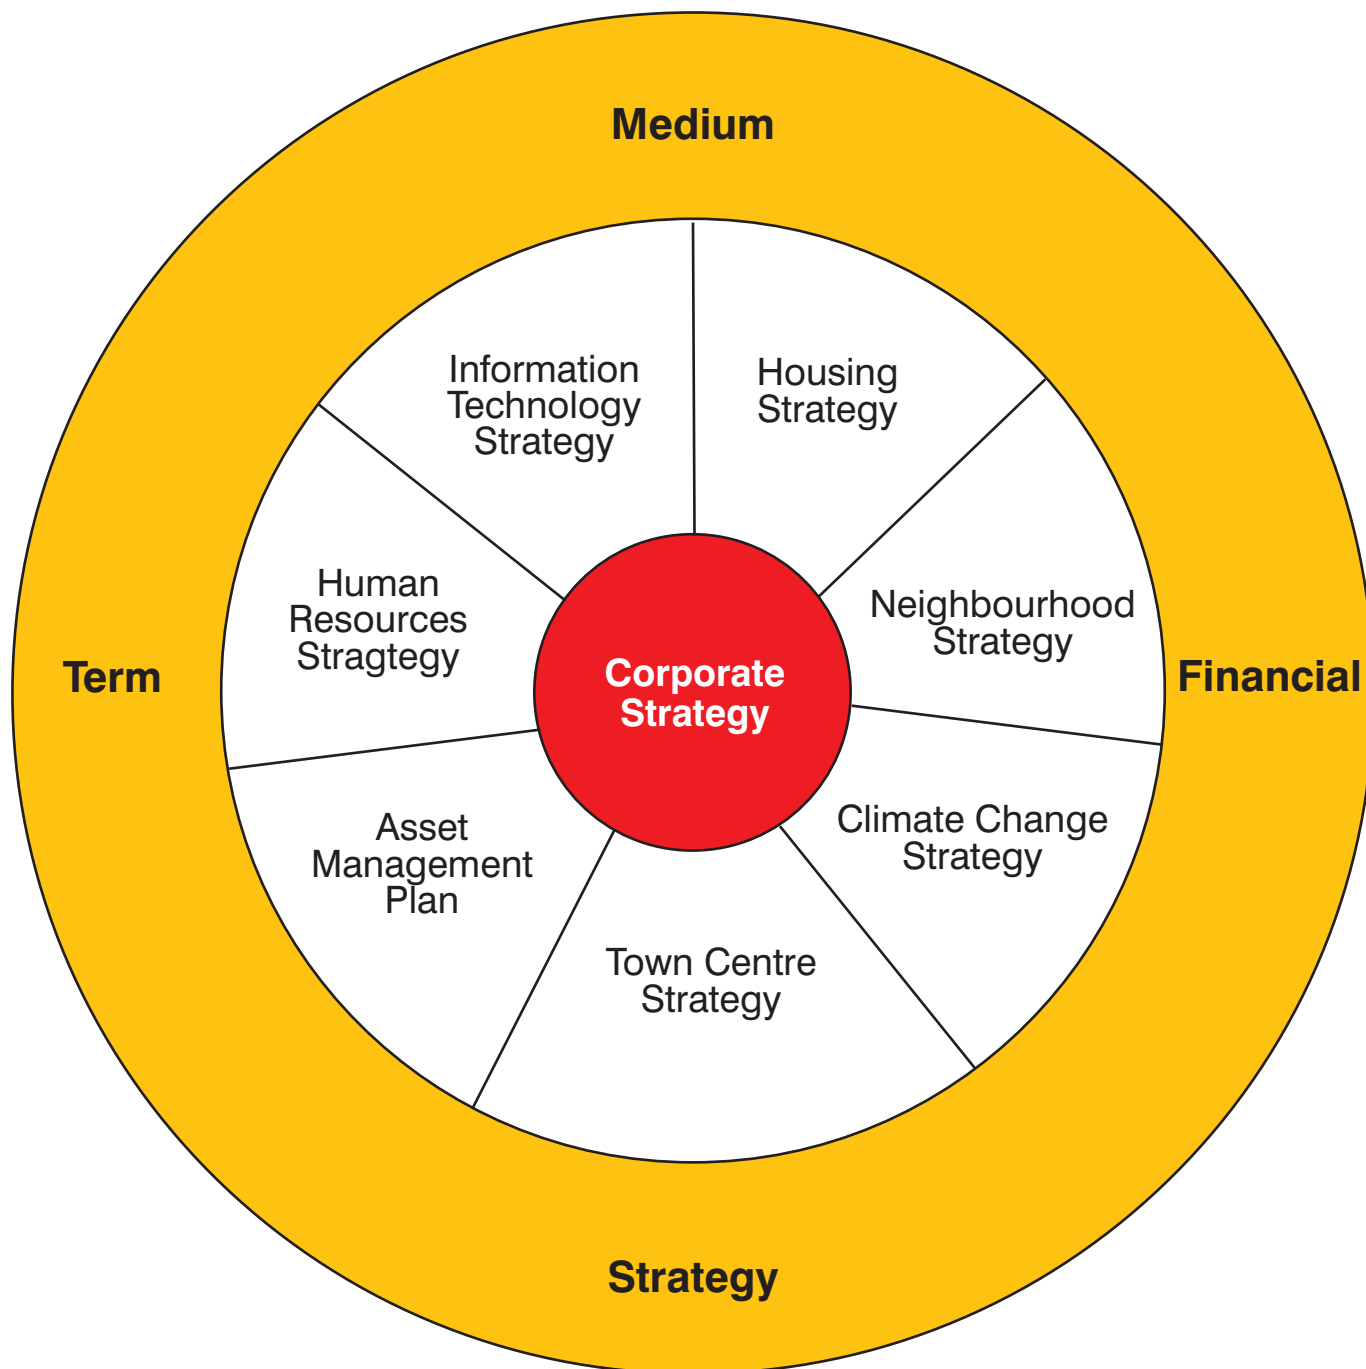 Medium
Information
Technology
Strategy
Housing
Strategy
Human
Resources
Stragtegy
Neighbourhood
Strategy
Term
Corporate
Strategy
Financial
Asset
Management
Plan
Climate Change
Strategy
Town Centre
Strategy
Strategy